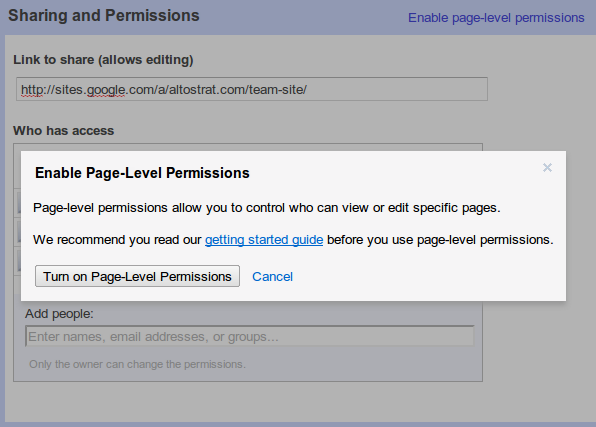 Sharing and Permissions
Enable page-level permissions
Link to share (allows editing)
http://sites.google.com/a/altostrat.com/team-site/
Who has access
Enable Page-Level Permissions
×
Page-level permissions allow you to control who can view or edit specific pages.
We recommend you read our getting started guide before you use page-level permissions.
Turn on Page-Level Permissions Cancel
Add people:
Enter names, email addresses, or groups...
Only the owner can change the permissions.